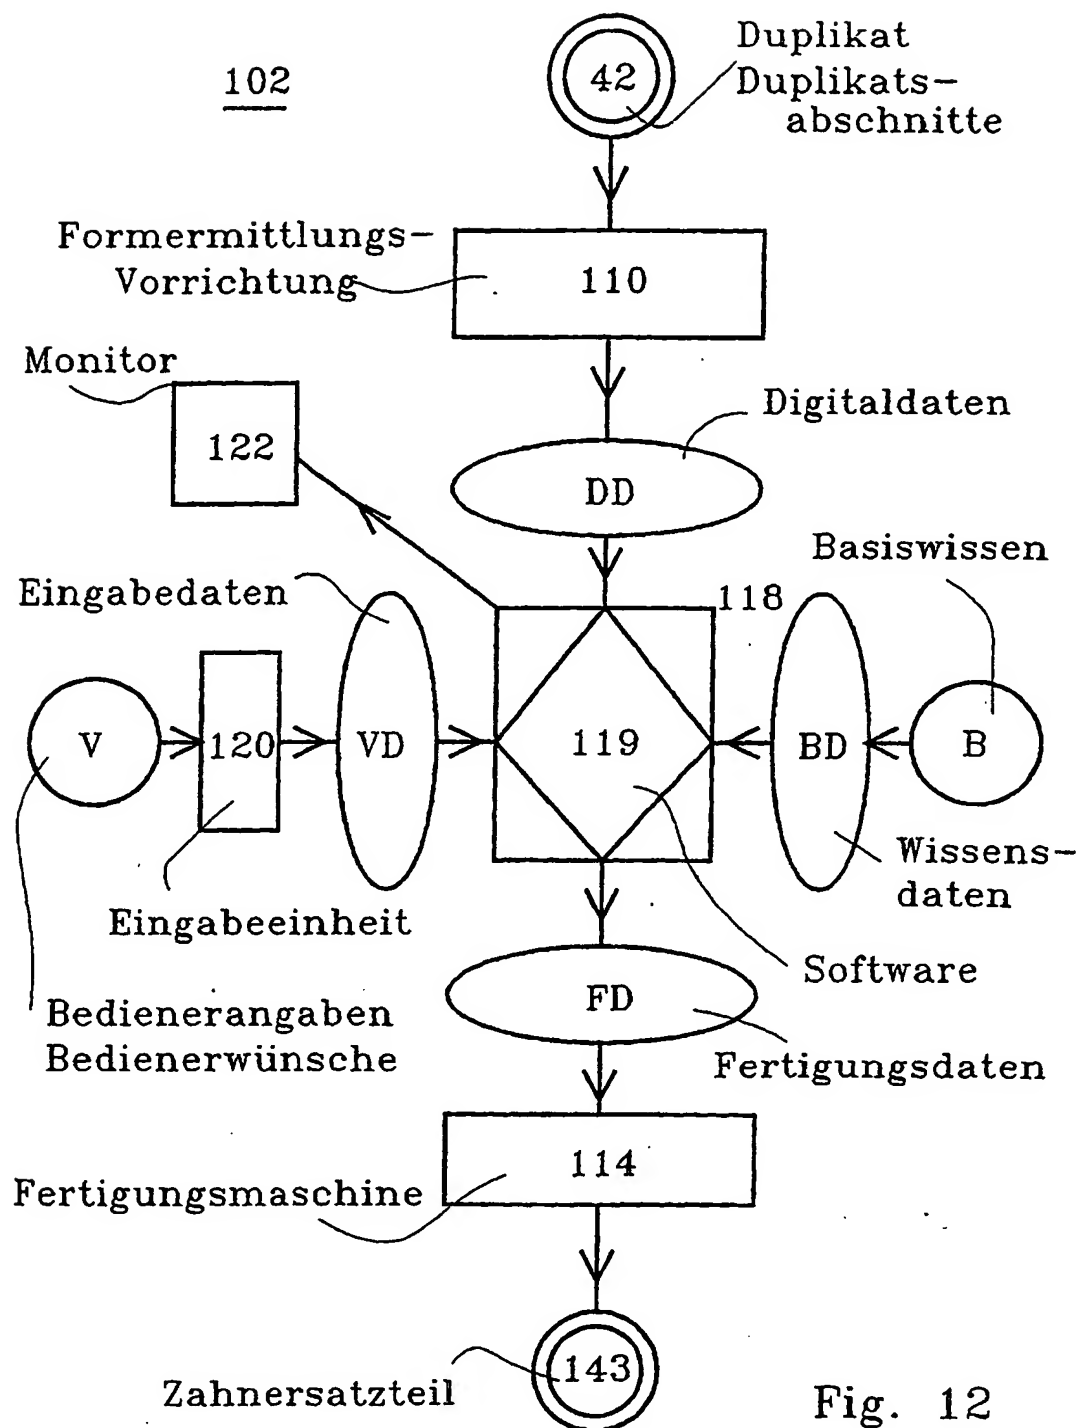 102
42
Duplikat
Duplikats-
abschnitte
Formermittlungs-
Vorrichtung
110
Monitor
122
Digitaldaten
DD
Basiswissen
Eingabedaten
118
V
120
VD
119
BD
B
Wissens-
daten
Eingabeeinheit
Software
FD
Bedienerangaben
Bedienerwünsche
Fertigungsdaten
114
Fertigungsmaschine
143
Zahnersatzteil
Fig. 12